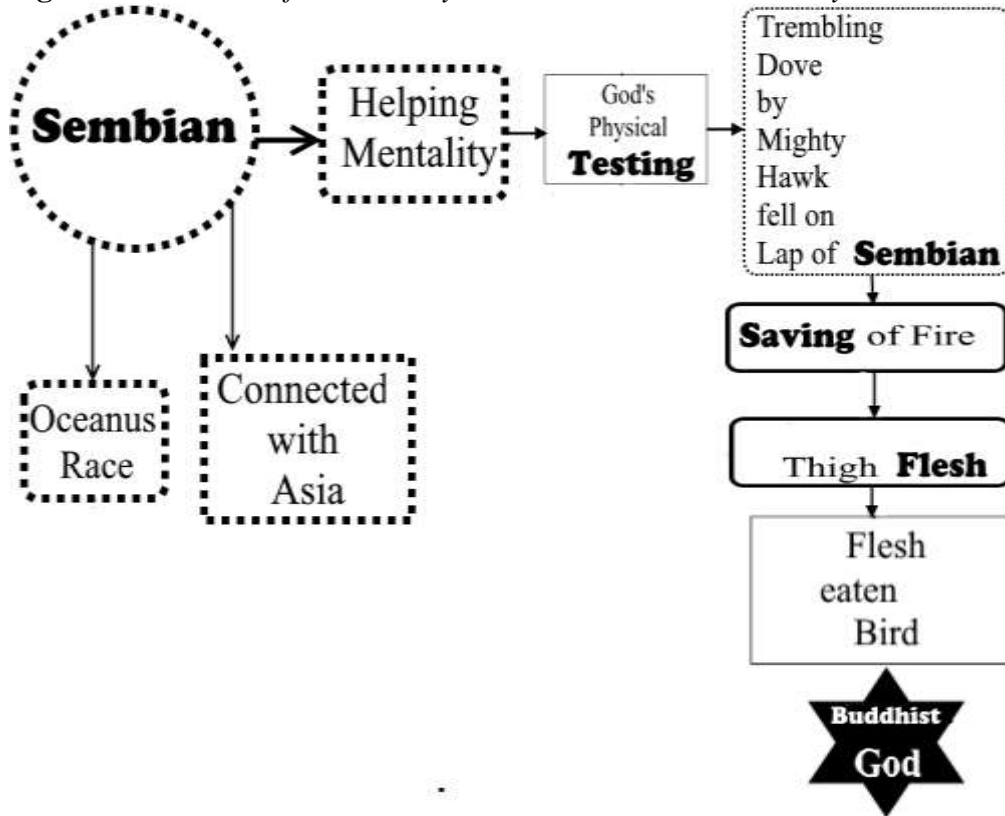 Sembian
Helping
Mentality
God's
Physical
Testing
Trembling
Dove
by
Mighty
Hawk
fell on
Lap of Sembian
Saving of Fire
Thigh Flesh
Flesh
eaten
Bird
Buddhist
God
Oceanus
Race
Connected
with
Asia